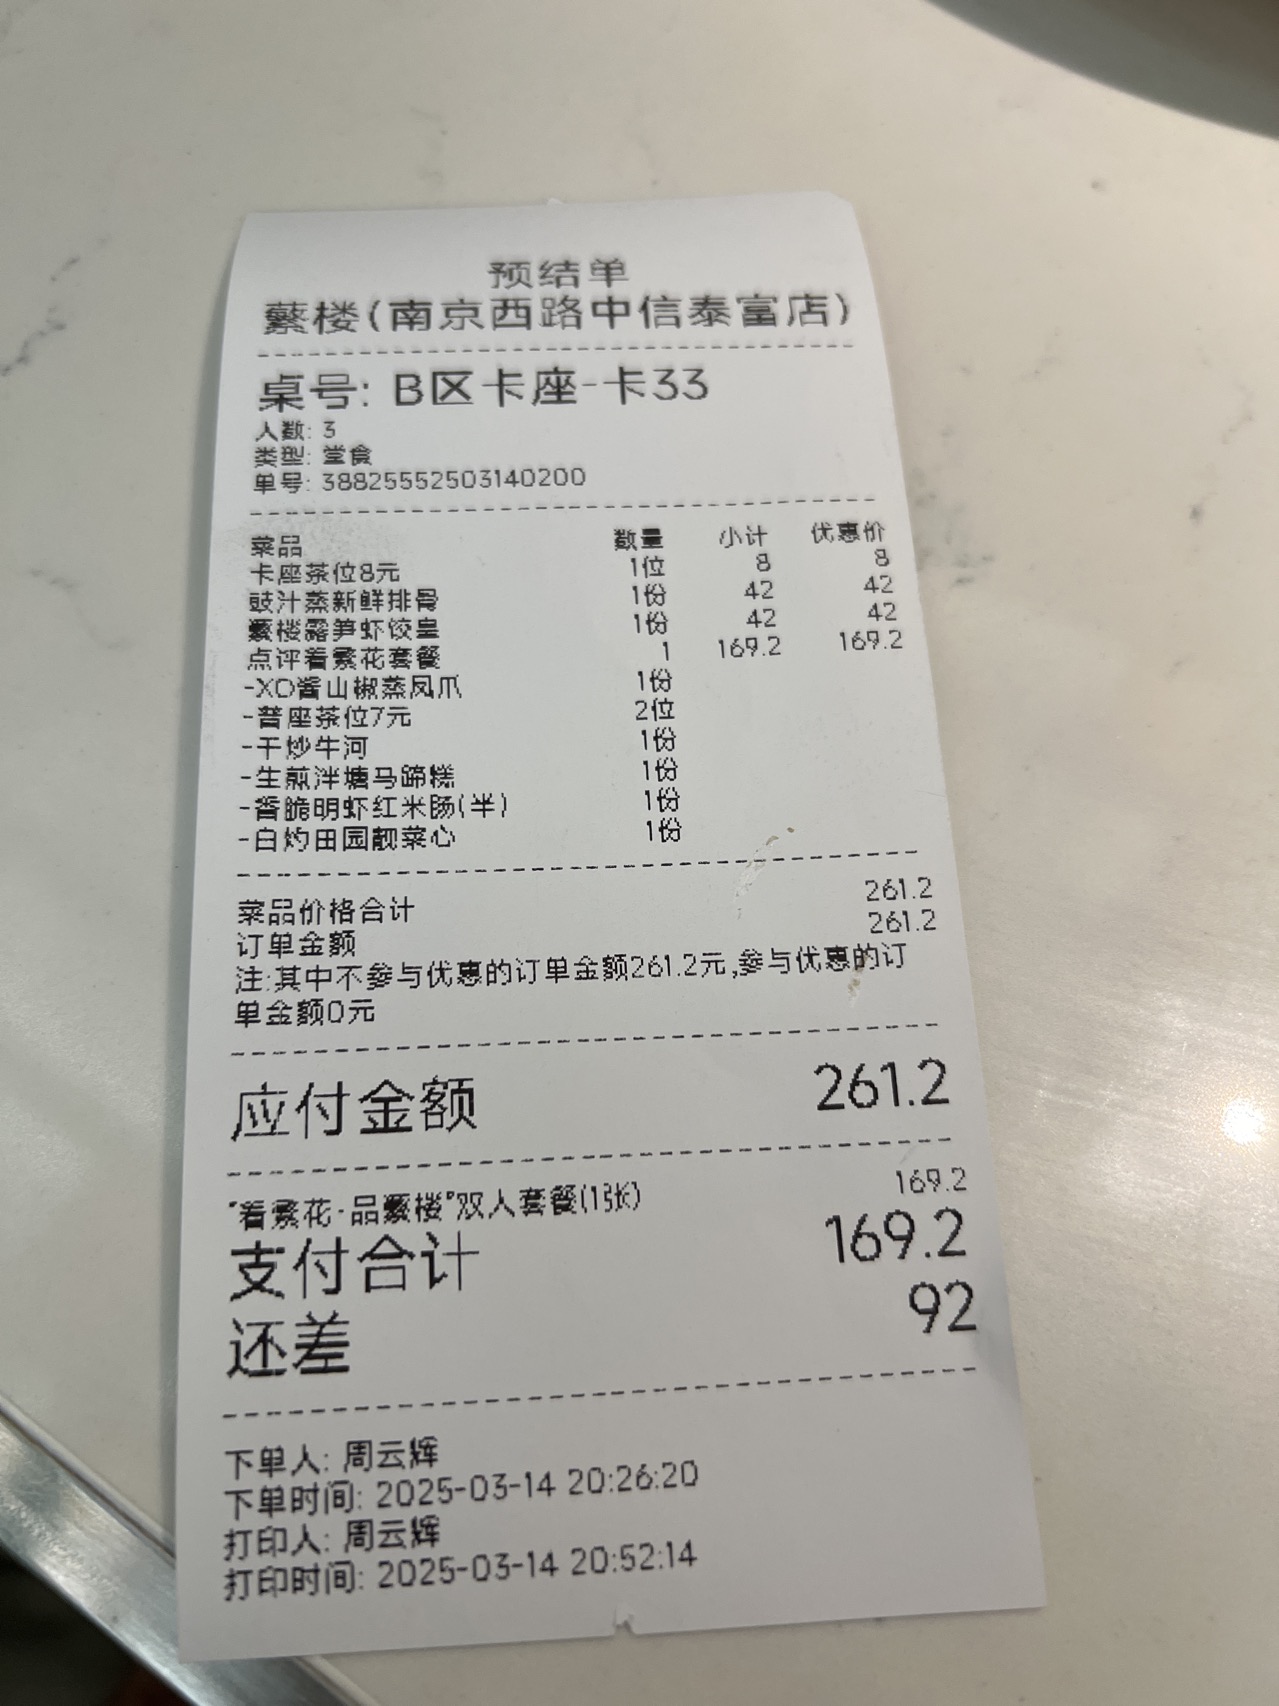 预结单
蘩楼(南京西路中信泰富店)
桌号: B区卡座-卡33
人数: 3
类型: 堂食
单号: 38825552503140200
菜品 数量 小计 优惠价
卡座茶位8元 1位 8 8
豉汁蒸新鲜排骨 1份 42 42
蘩楼露笋虾饺皇 1份 42 42
点评着蘩花套餐 1 169.2 169.2
-XO酱山椒蒸凤爪 1份
-普座茶位7元 2位
-干炒牛河 1份
-生煎泮塘马蹄糕 1份
-香脆明虾红米肠(半) 1份
-白灼田园靓菜心 1份
菜品价格合计 261.2
订单金额 261.2
注:其中不参与优惠的订单金额261.2元,参与优惠的订
单金额0元
应付金额 261.2
"着蘩花·品蘩楼"双人套餐(1张) 169.2
支付合计 169.2
还差 92
下单人: 周云辉
下单时间: 2025-03-14 20:26:20
打印人: 周云辉
打印时间: 2025-03-14 20:52:14